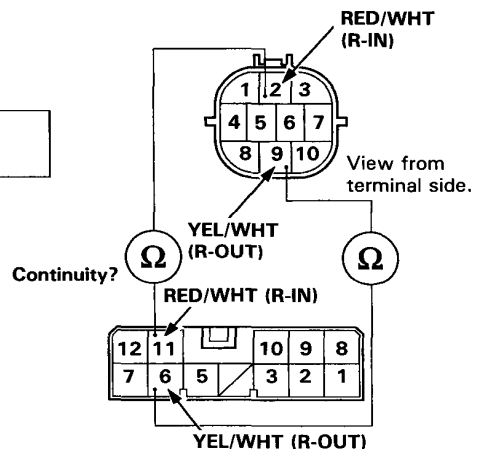 RED/WHT
(R-IN)
1 2 3
4 5 6 7
8 9 10
View from
terminal side.
YEL/WHT
(R-OUT)
Ω Ω
Continuity?
RED/WHT (R-IN)
12 11 10 9 8
7 6 5 3 2 1
YEL/WHT (R-OUT)